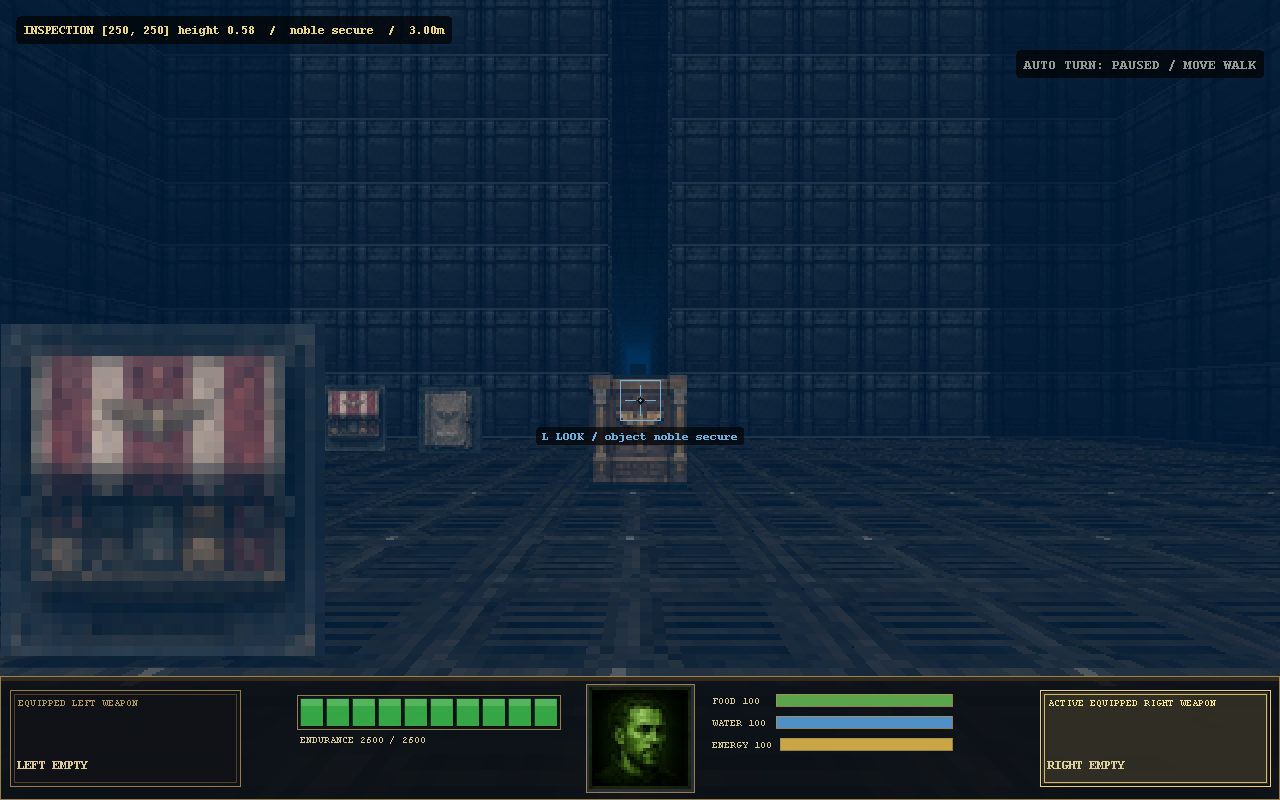 INSPECTION [250, 250] height 0.58 / noble secure / 3.00m
AUTO TURN: PAUSED / MOVE WALK
L LOOK / object noble secure
EQUIPPED LEFT WEAPON
LEFT EMPTY
ENDURANCE 2600 / 2600
FOOD 100
WATER 100
ENERGY 100
ACTIVE EQUIPPED RIGHT WEAPON
RIGHT EMPTY